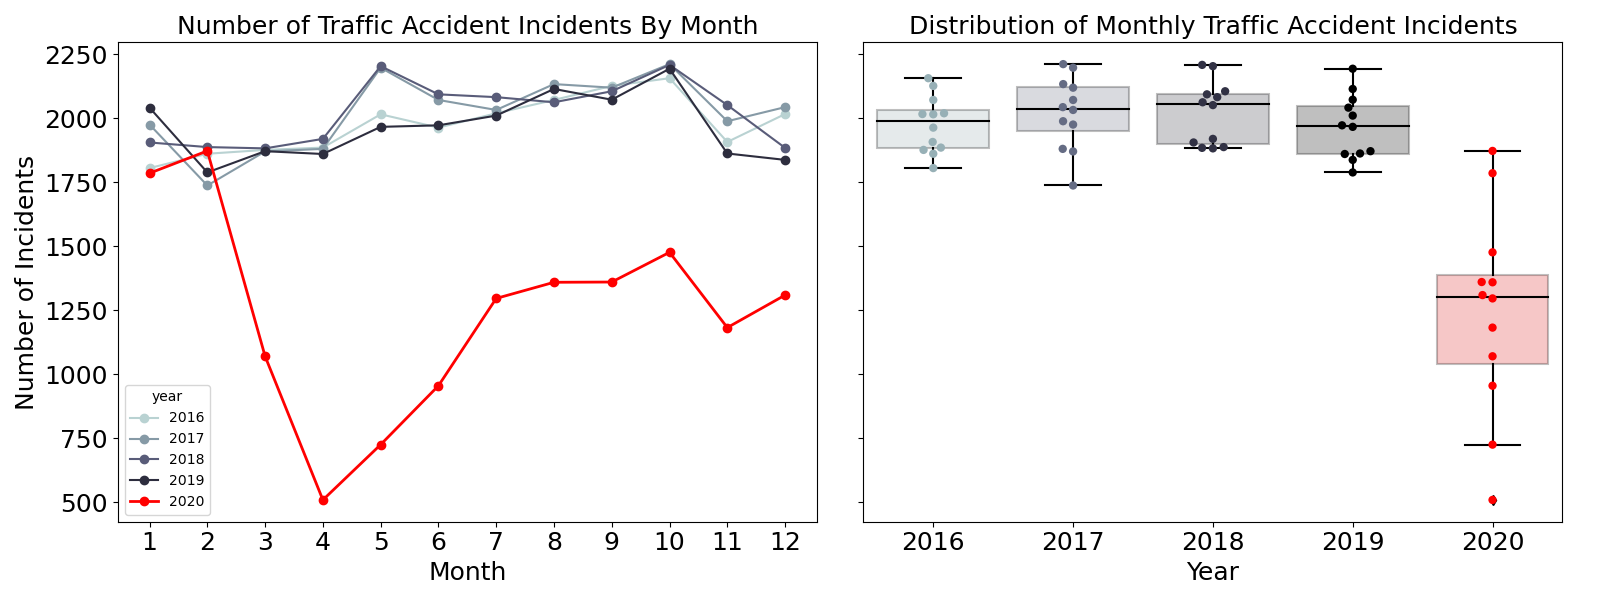 Number of Traffic Accident Incidents By Month
Number of Incidents
2250
2000
1750
1500
1250
1000
750
500
year
2016
2017
2018
2019
2020
1 2 3 4 5 6 7 8 9 10 11 12
Month
Distribution of Monthly Traffic Accident Incidents
2016 2017 2018 2019 2020
Year